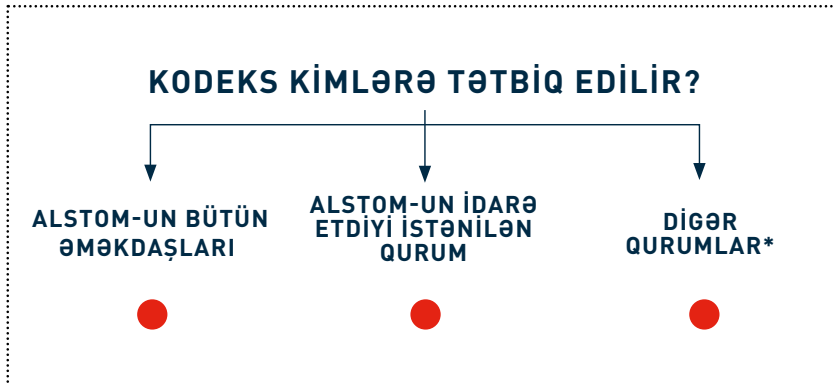 KODEKS KİMLƏRƏ TƏTBİQ EDİLİR?
ALSTOM-UN BÜTÜN
ƏMƏKDAŞLARI
ALSTOM-UN İDARƏ
ETDİYİ İSTƏNİLƏN
QURUM
DİGƏR
QURUMLAR*